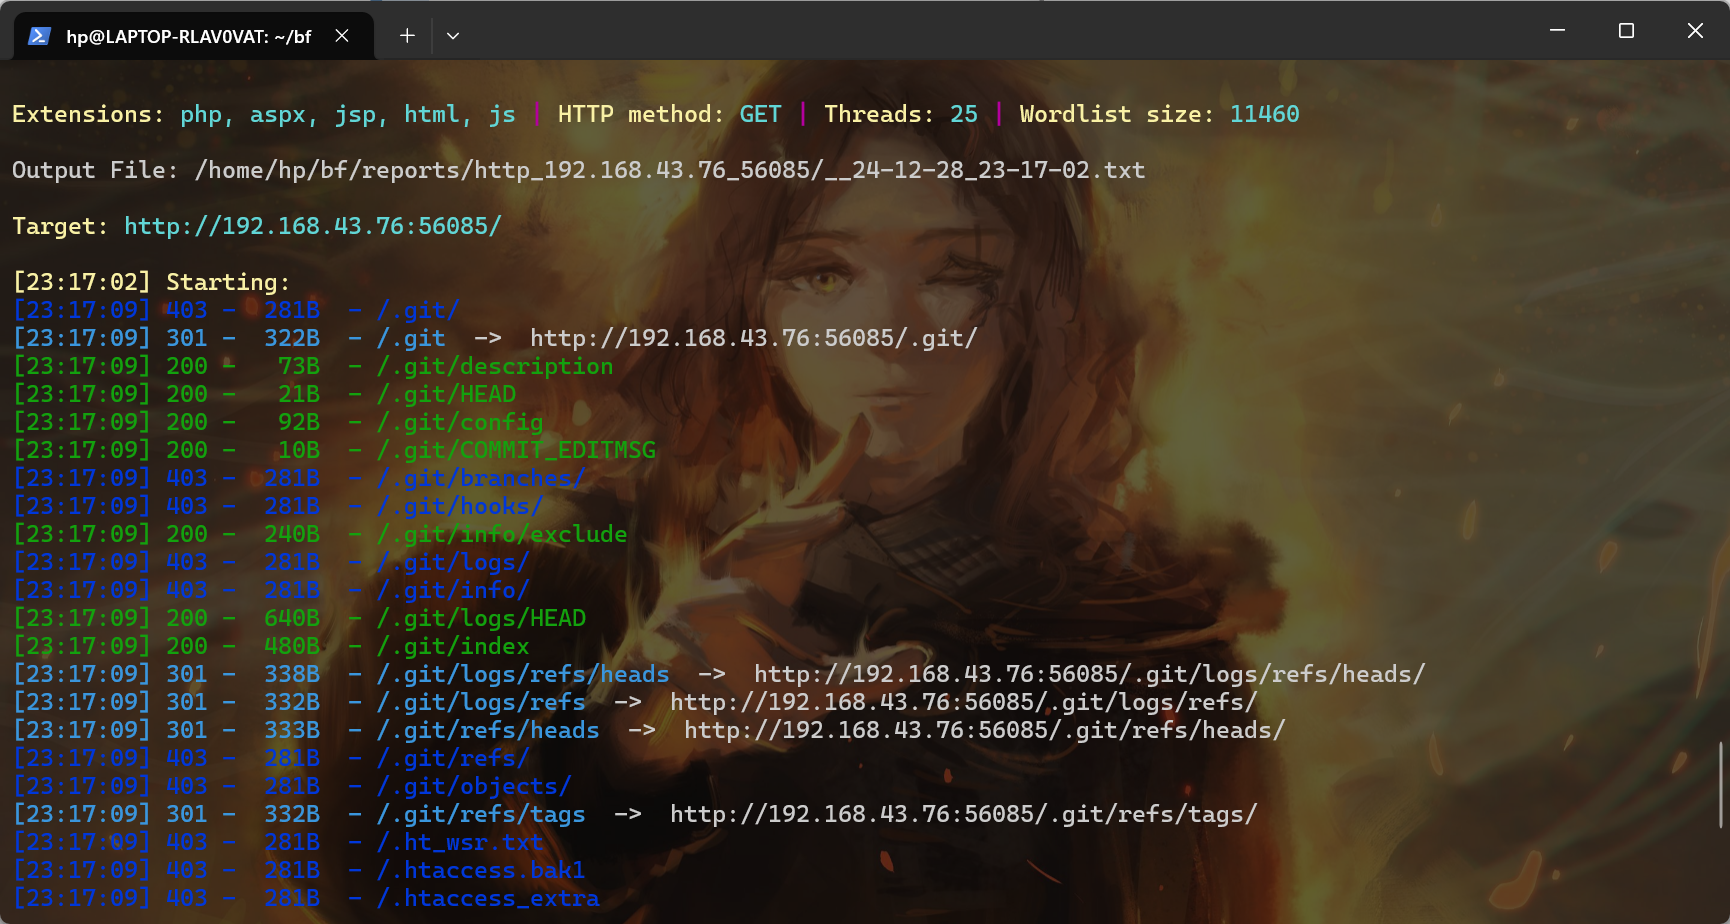 hp@LAPTOP-RLAV0VAT: ~/bf
Extensions: php, aspx, jsp, html, js | HTTP method: GET | Threads: 25 | Wordlist size: 11460
Output File: /home/hp/bf/reports/http_192.168.43.76_56085/__24-12-28_23-17-02.txt
Target: http://192.168.43.76:56085/
[23:17:02] Starting:
[23:17:09] 403 -   281B  - /.git/
[23:17:09] 301 -   322B  - /.git  ->  http://192.168.43.76:56085/.git/
[23:17:09] 200 -    73B  - /.git/description
[23:17:09] 200 -    21B  - /.git/HEAD
[23:17:09] 200 -    92B  - /.git/config
[23:17:09] 200 -    10B  - /.git/COMMIT_EDITMSG
[23:17:09] 403 -   281B  - /.git/branches/
[23:17:09] 403 -   281B  - /.git/hooks/
[23:17:09] 200 -   240B  - /.git/info/exclude
[23:17:09] 403 -   281B  - /.git/logs/
[23:17:09] 403 -   281B  - /.git/info/
[23:17:09] 200 -   640B  - /.git/logs/HEAD
[23:17:09] 200 -   480B  - /.git/index
[23:17:09] 301 -   338B  - /.git/logs/refs/heads  ->  http://192.168.43.76:56085/.git/logs/refs/heads/
[23:17:09] 301 -   332B  - /.git/logs/refs  ->  http://192.168.43.76:56085/.git/logs/refs/
[23:17:09] 301 -   333B  - /.git/refs/heads  ->  http://192.168.43.76:56085/.git/refs/heads/
[23:17:09] 403 -   281B  - /.git/refs/
[23:17:09] 403 -   281B  - /.git/objects/
[23:17:09] 301 -   332B  - /.git/refs/tags  ->  http://192.168.43.76:56085/.git/refs/tags/
[23:17:09] 403 -   281B  - /.ht_wsr.txt
[23:17:09] 403 -   281B  - /.htaccess.bak1
[23:17:09] 403 -   281B  - /.htaccess_extra